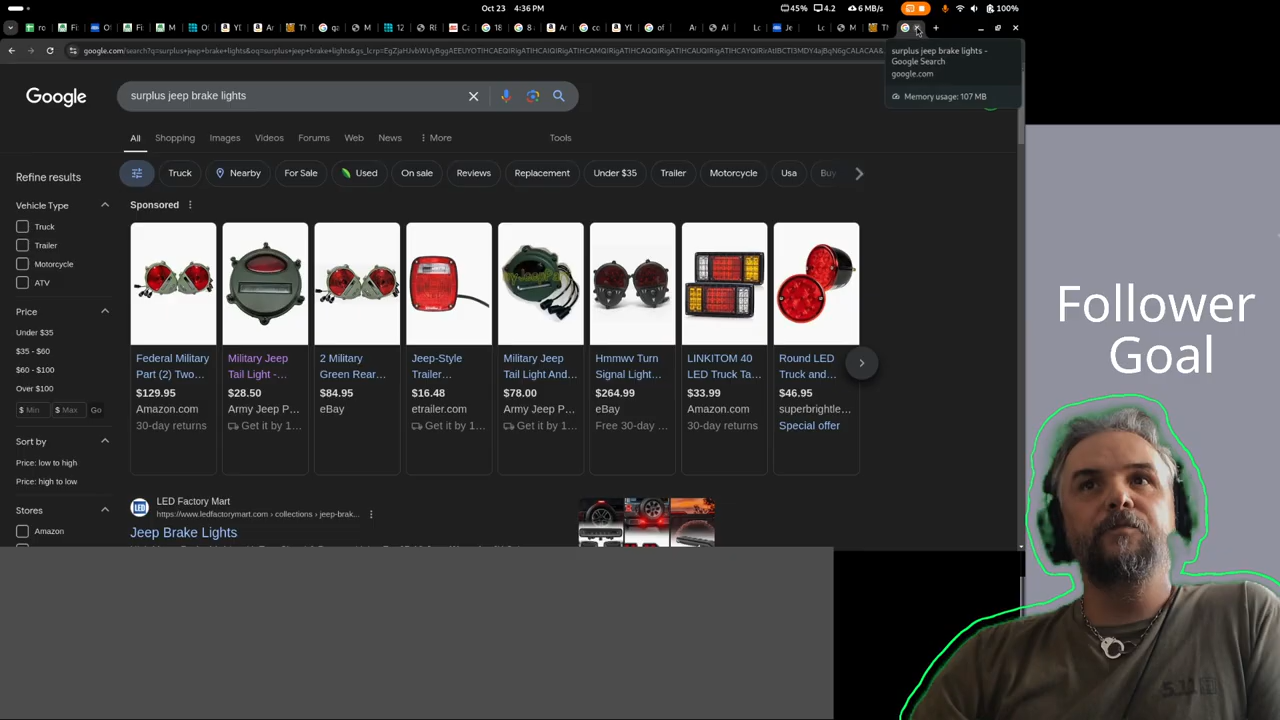 Oct 23 4:36 PM
45% 4.2 6 MB/s 100%
surplus jeep brake lights -
Google Search
google.com
Memory usage: 107 MB
Google
surplus jeep brake lights
All Shopping Images Videos Forums Web News More Tools
Refine results
Truck Nearby For Sale Used On sale Reviews Replacement Under $35 Trailer Motorcycle Usa Buy
Vehicle Type
Truck
Trailer
Motorcycle
ATV
Price
Under $35
$35 - $60
$60 - $100
Over $100
$ Min $ Max Go
Sort by
Price: low to high
Price: high to low
Stores
Amazon
Sponsored
Federal Military
Part (2) Two...
$129.95
Amazon.com
30-day returns
Military Jeep
Tail Light -...
$28.50
Army Jeep P...
Get it by 1...
2 Military
Green Rear...
$84.95
eBay
Jeep-Style
Trailer...
$16.48
etrailer.com
Get it by 1...
Military Jeep
Tail Light And...
$78.00
Army Jeep P...
Get it by 1...
Hmmwv Turn
Signal Light...
$264.99
eBay
Free 30-day ...
LINKITOM 40
LED Truck Ta...
$33.99
Amazon.com
30-day returns
Round LED
Truck and...
$46.95
superbrightle...
Special offer
LED Factory Mart
https://www.ledfactorymart.com › collections › jeep-brak...
Jeep Brake Lights
Follower
Goal
5.11